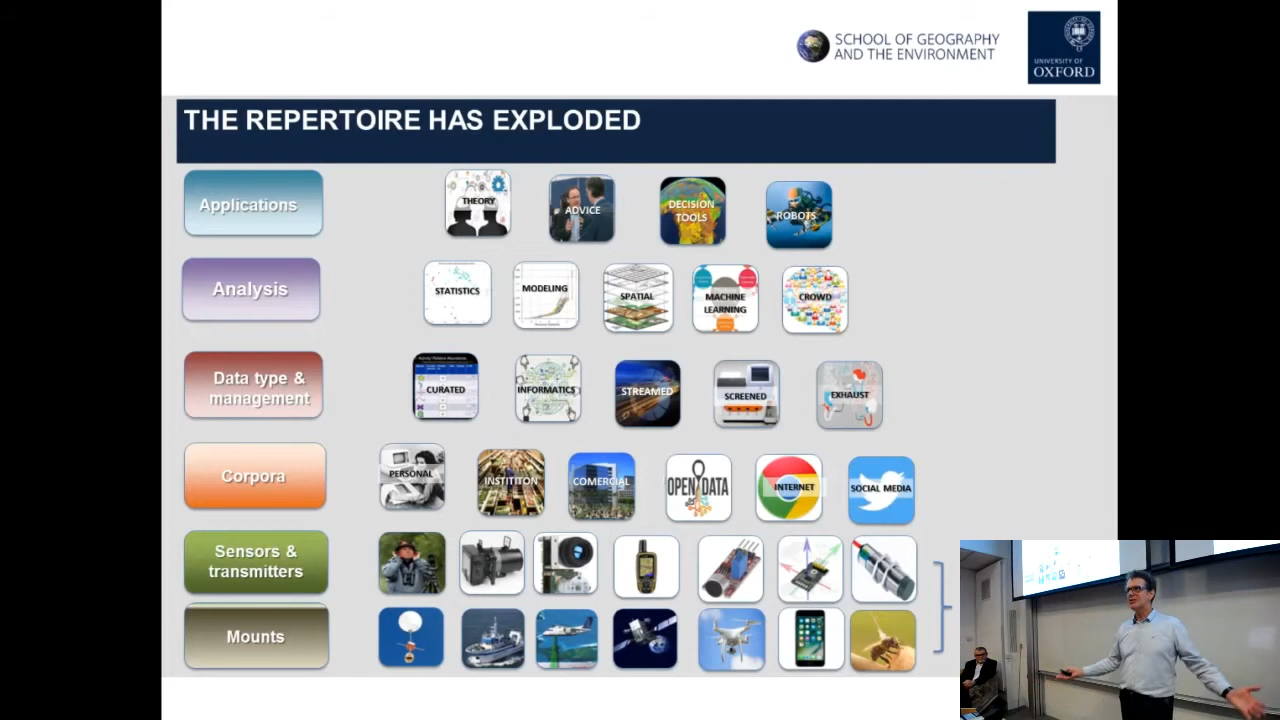 SCHOOL OF GEOGRAPHY
AND THE ENVIRONMENT
UNIVERSITY OF
OXFORD
THE REPERTOIRE HAS EXPLODED
Applications
THEORY
ADVICE
DECISION
TOOLS
ROBOTS
Analysis
STATISTICS
MODELING
SPATIAL
MACHINE
LEARNING
CROWD
Data type &
management
CURATED
INFORMATICS
STREAMED
SCREENED
EXHAUST
Corpora
PERSONAL
INSTITITON
COMERCIAL
OPEN DATA
INTERNET
SOCIAL MEDIA
Sensors &
transmitters
Mounts